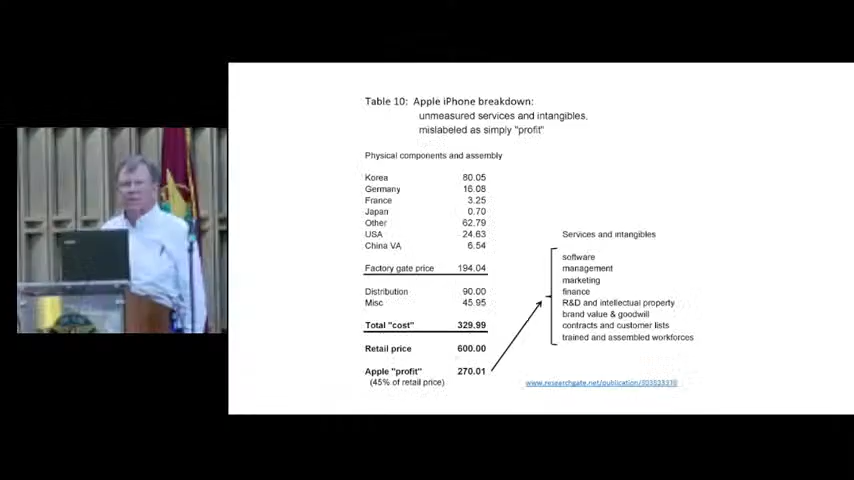 Table 10: Apple iPhone breakdown:
unmeasured services and intangibles,
mislabeled as simply "profit"
Physical components and assembly
Korea 80.05
Germany 16.08
France 3.25
Japan 0.70
Other 62.79
USA 24.63
China VA 6.54
Factory gate price 194.04
Distribution 90.00
Misc 45.95
Total "cost" 329.99
Retail price 600.00
Apple "profit" 270.01
(45% of retail price)
Services and intangibles
software
management
marketing
finance
R&D and intellectual property
brand value & goodwill
contracts and customer lists
trained and assembled workforces